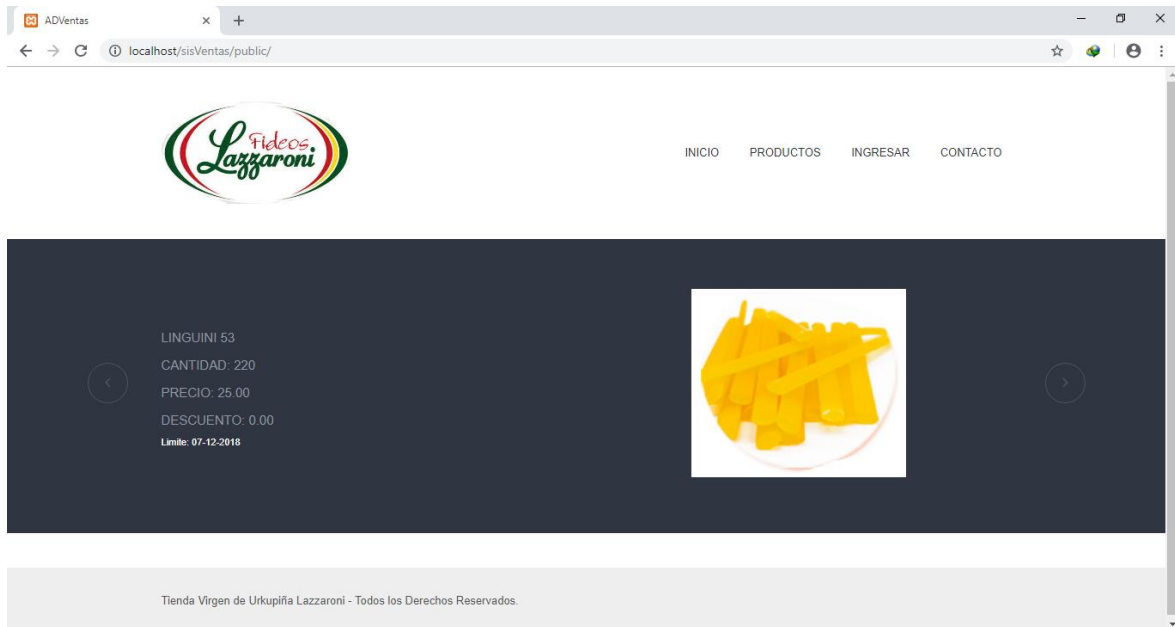 ADVentas
localhost/sisVentas/public/
Fideos
Lazzaroni
INICIO PRODUCTOS INGRESAR CONTACTO
LINGUINI 53
CANTIDAD: 220
PRECIO: 25.00
DESCUENTO: 0.00
Limite: 07-12-2018
Tienda Virgen de Urkupiña Lazzaroni - Todos los Derechos Reservados.